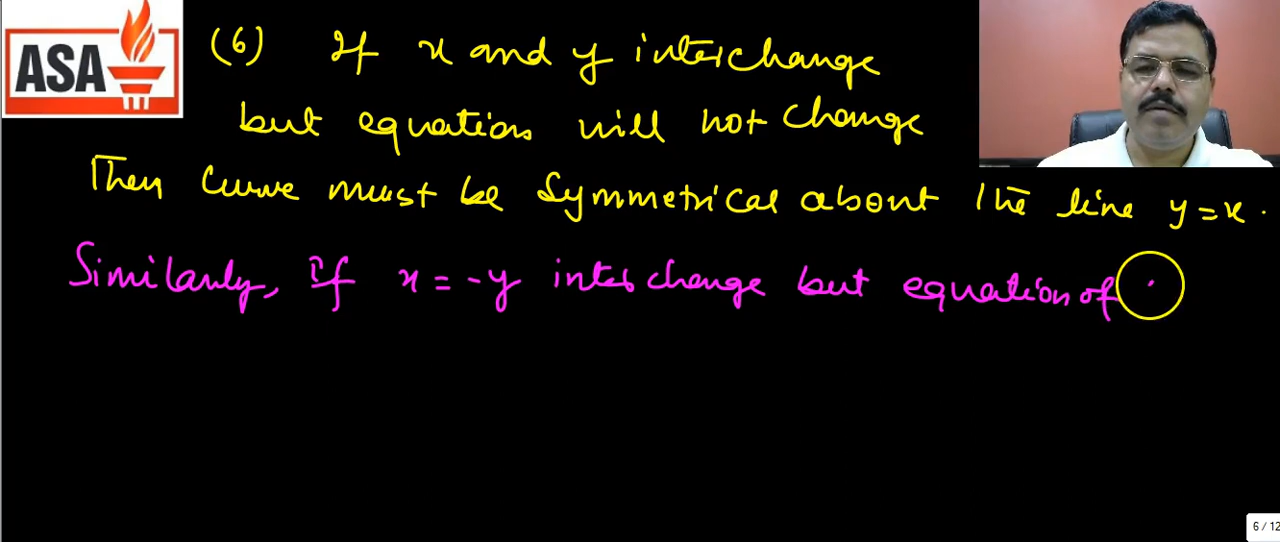 ASA
(6) If x and y interchange
but equation will not change
Then Curve must be Symmetrical about the line y = x.
Similarly, If x = -y interchange but equation of
6 / 12